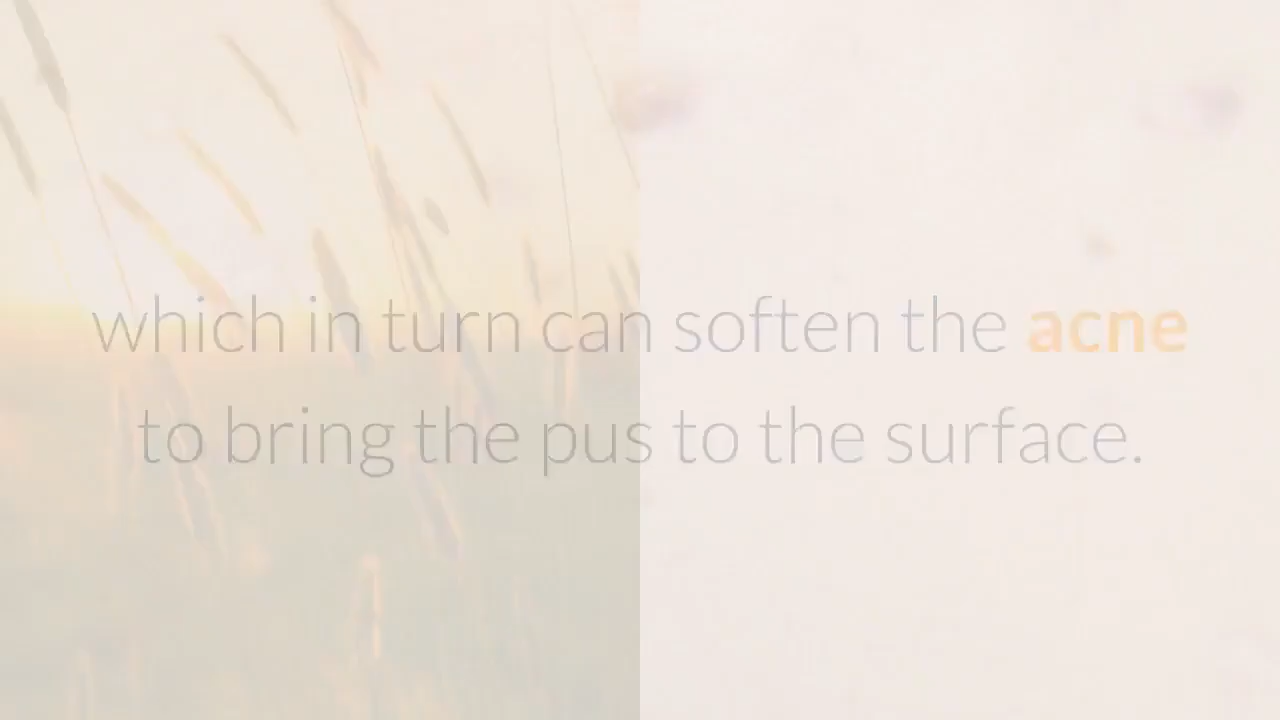 which in turn can soften the acne
to bring the pus to the surface.